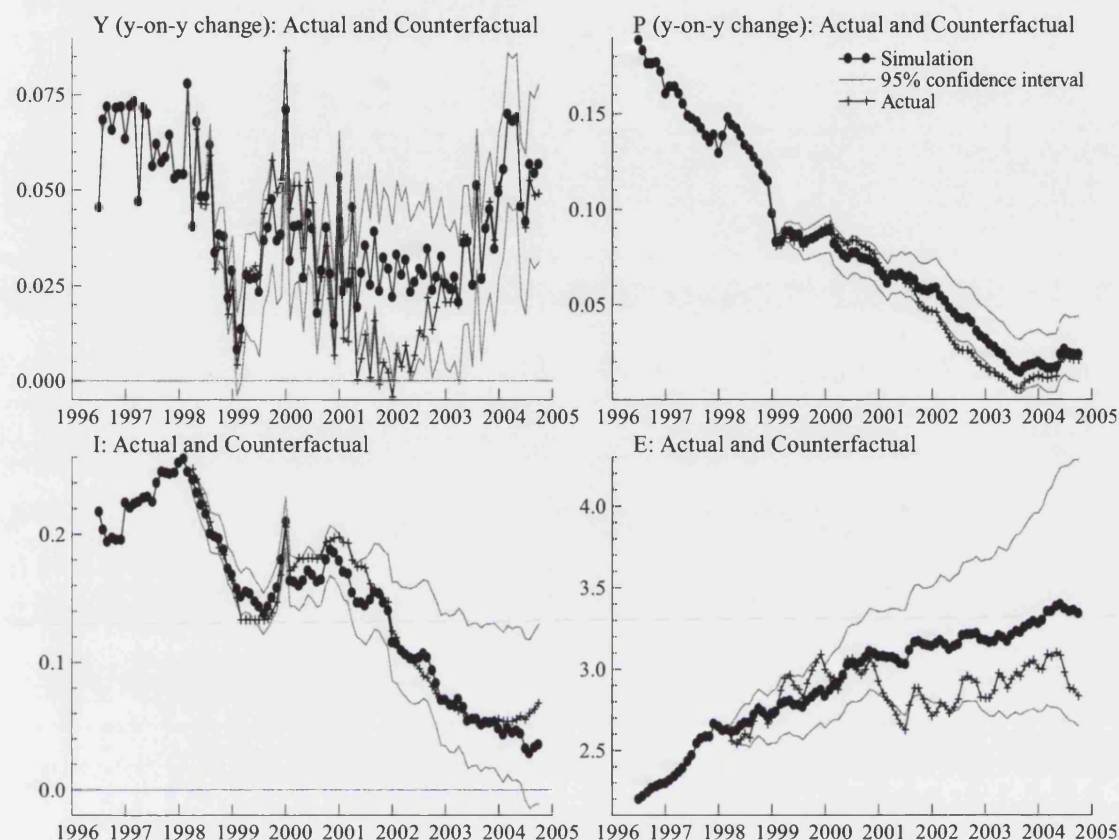 Y (y-on-y change): Actual and Counterfactual
0.075
0.050
0.025
0.000
1996 1997 1998 1999 2000 2001 2002 2003 2004 2005
P (y-on-y change): Actual and Counterfactual
Simulation
95% confidence interval
Actual
0.15
0.10
0.05
1996 1997 1998 1999 2000 2001 2002 2003 2004 2005
I: Actual and Counterfactual
0.2
0.1
0.0
1996 1997 1998 1999 2000 2001 2002 2003 2004 2005
E: Actual and Counterfactual
4.0
3.5
3.0
2.5
1996 1997 1998 1999 2000 2001 2002 2003 2004 2005